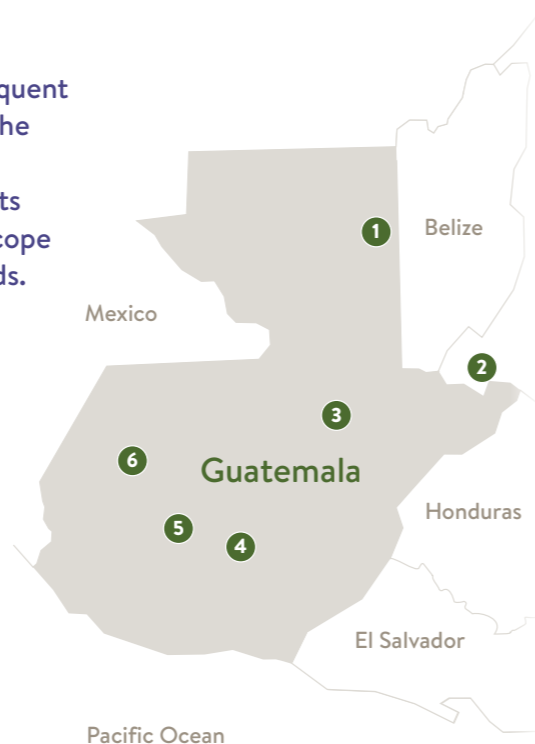 quent
he
ts
cope
ds.
1
Belize
Mexico
2
3
6
Guatemala
5
4
Honduras
El Salvador
Pacific Ocean